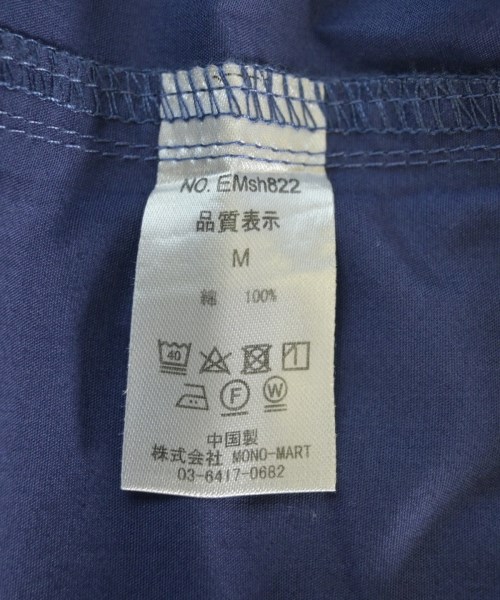 NO. EMsh822
品質表示
M
綿 100%
40
F W
中国製
株式会社 MONO-MART
03-6417-0682